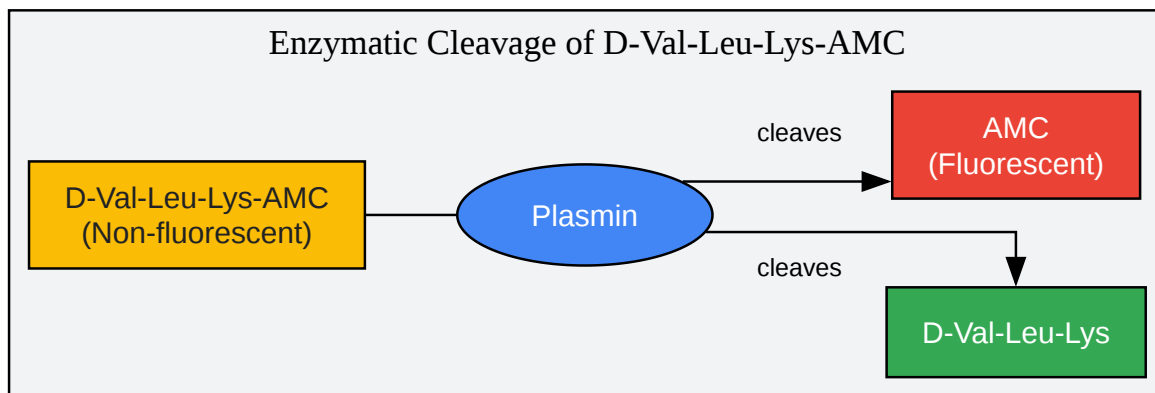 Enzymatic Cleavage of D-Val-Leu-Lys-AMC
D-Val-Leu-Lys-AMC
(Non-fluorescent)
Plasmin
cleaves
AMC
(Fluorescent)
cleaves
D-Val-Leu-Lys